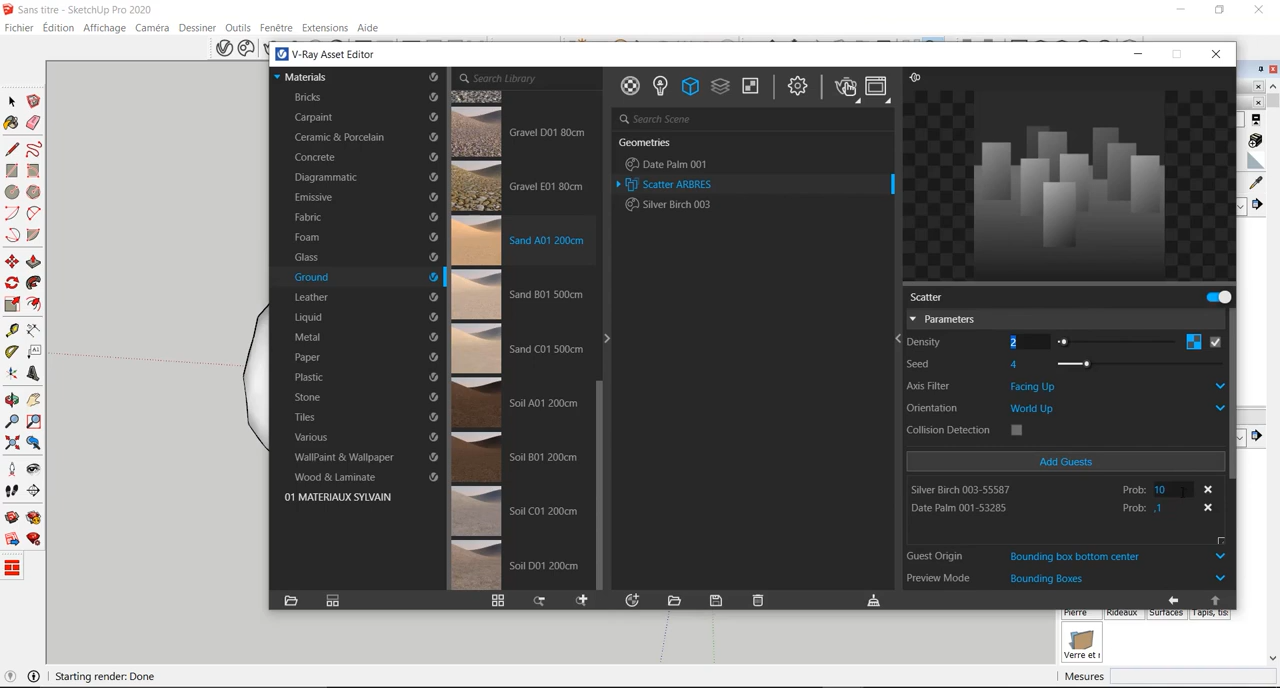 Sans titre - SketchUp Pro 2020
Fichier Édition Affichage Caméra Dessiner Outils Fenêtre Extensions Aide
V-Ray Asset Editor
Materials
Bricks
Carpaint
Ceramic & Porcelain
Concrete
Diagrammatic
Emissive
Fabric
Foam
Glass
Ground
Leather
Liquid
Metal
Paper
Plastic
Stone
Tiles
Various
WallPaint & Wallpaper
Wood & Laminate
01 MATERIAUX SYLVAIN
Search Library
Gravel D01 80cm
Gravel E01 80cm
Sand A01 200cm
Sand B01 500cm
Sand C01 500cm
Soil A01 200cm
Soil B01 200cm
Soil C01 200cm
Soil D01 200cm
Search Scene
Geometries
Date Palm 001
Scatter ARBRES
Silver Birch 003
Scatter
Parameters
Density 2
Seed 4
Axis Filter Facing Up
Orientation World Up
Collision Detection
Add Guests
Silver Birch 003-55587 Prob: 10
Date Palm 001-53285 Prob: ,1
Guest Origin Bounding box bottom center
Preview Mode Bounding Boxes
Pierre Rideaux Surfaces Tapis, tis
Verre et r
Starting render: Done
Mesures